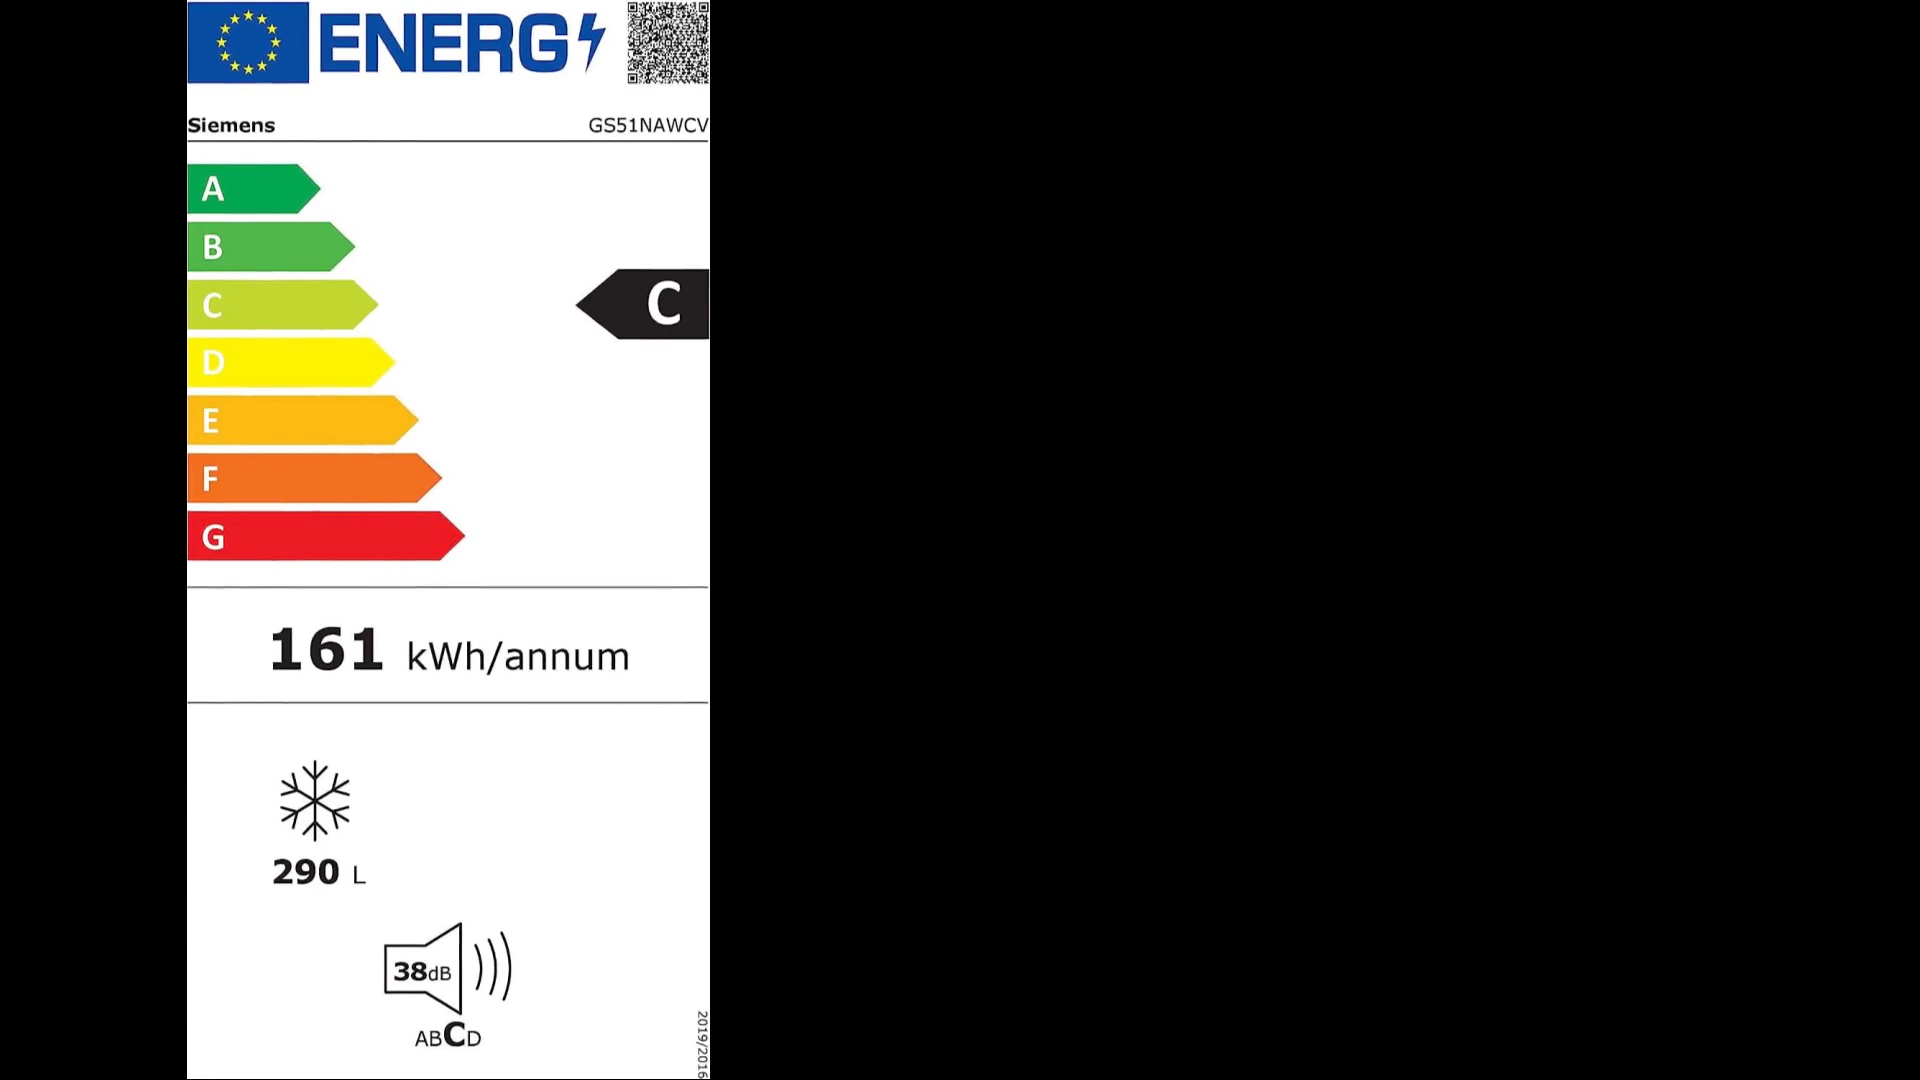 ENERG
Siemens GS51NAWCV
A
B
C
C
D
E
F
G
161 kWh/annum
290 L
38dB
ABCD
2019/2016